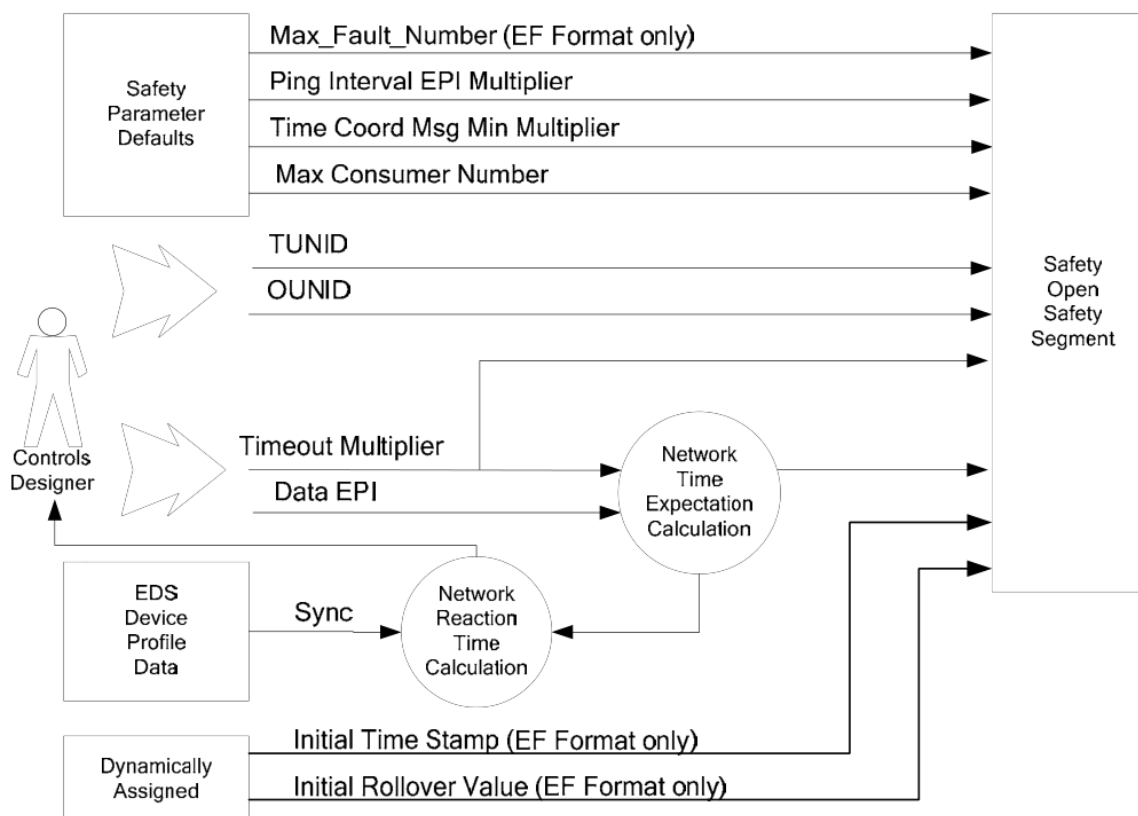 Safety
Parameter
Defaults
Max_Fault_Number (EF Format only)
Ping Interval EPI Multiplier
Time Coord Msg Min Multiplier
Max Consumer Number
TUNID
OUNID
Safety
Open
Safety
Segment
Controls
Designer
Timeout Multiplier
Data EPI
Network
Time
Expectation
Calculation
EDS
Device
Profile
Data
Sync
Network
Reaction
Time
Calculation
Dynamically
Assigned
Initial Time Stamp (EF Format only)
Initial Rollover Value (EF Format only)